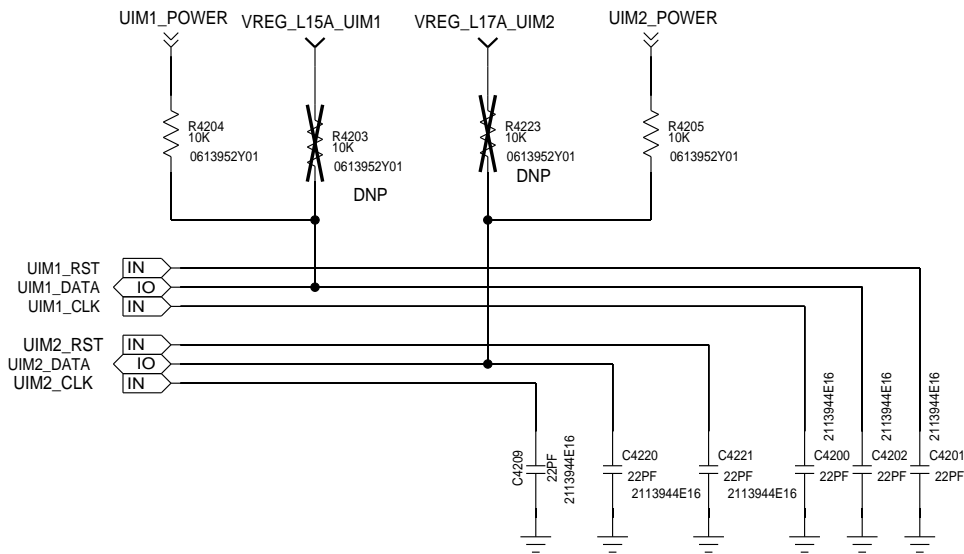 UIM1_POWER
VREG_L15A_UIM1
VREG_L17A_UIM2
UIM2_POWER
R4204
10K
0613952Y01
R4203
10K
0613952Y01
DNP
R4223
10K
0613952Y01
DNP
R4205
10K
0613952Y01
UIM1_RST IN
UIM1_DATA IO
UIM1_CLK IN
UIM2_RST IN
UIM2_DATA IO
UIM2_CLK IN
C4209
22PF
2113944E16
C4220
22PF
2113944E16
C4221
22PF
2113944E16
C4200
22PF
2113944E16
C4202
22PF
2113944E16
C4201
22PF
2113944E16